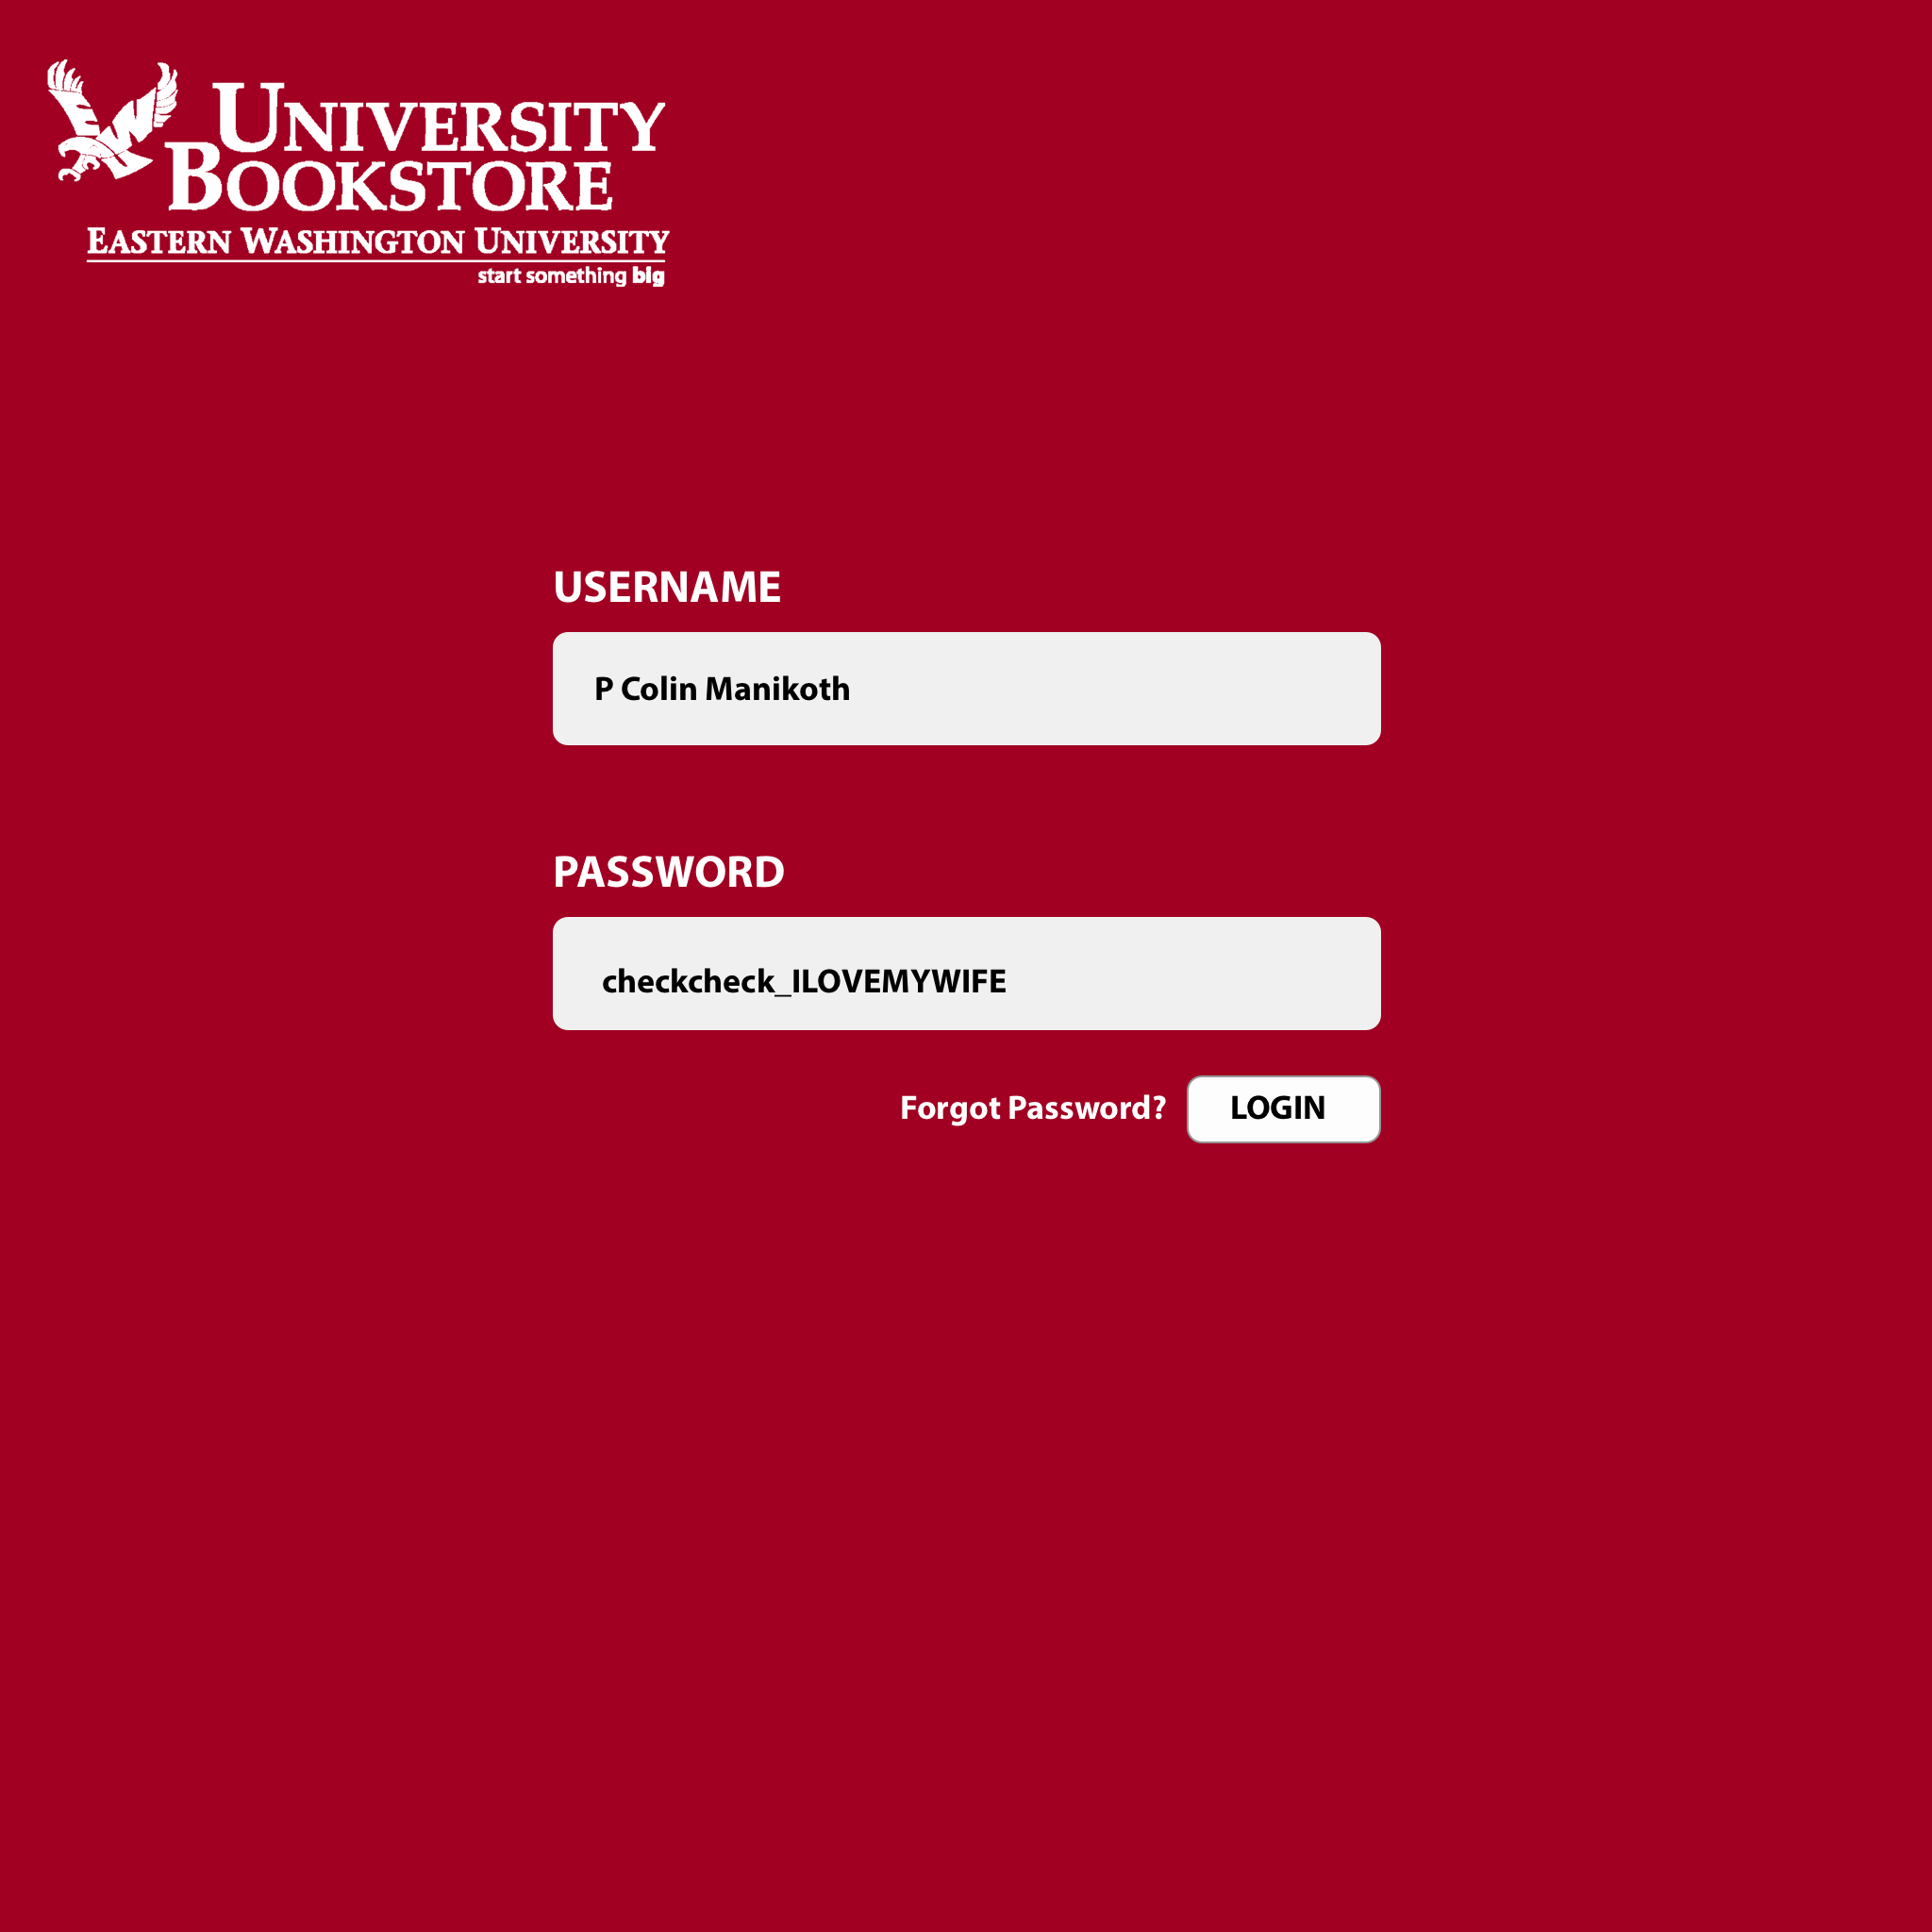 UNIVERSITY
BOOKSTORE
EASTERN WASHINGTON UNIVERSITY
start something big
USERNAME
P Colin Manikoth
PASSWORD
checkcheck_ILOVEMYWIFE
Forgot Password? LOGIN